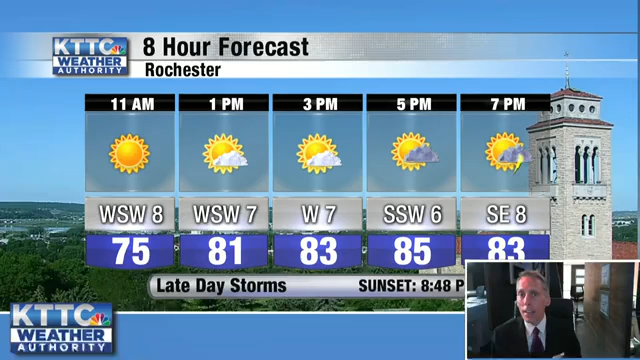 KTTC
WEATHER
AUTHORITY
8 Hour Forecast
Rochester
11 AM 1 PM 3 PM 5 PM 7 PM
WSW 8 WSW 7 W 7 SSW 6 SE 8
75 81 83 85 83
Late Day Storms SUNSET: 8:48 P
KTTC
WEATHER
AUTHORITY